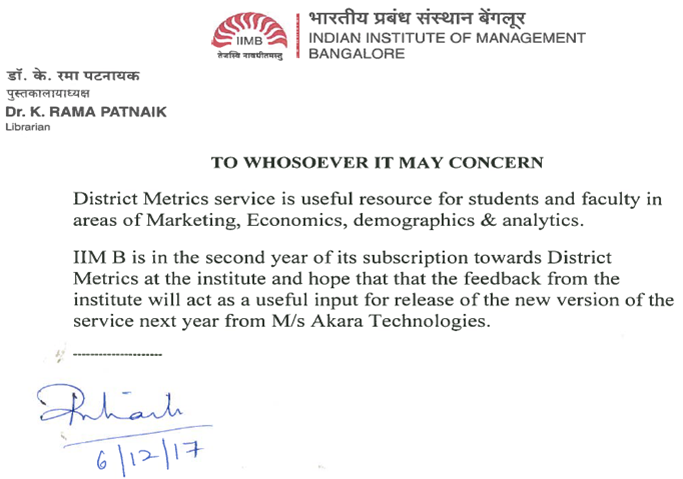 भारतीय प्रबंध संस्थान बेंगलूर
INDIAN INSTITUTE OF MANAGEMENT
BANGALORE
IIMB
तेजस्वि नावधीतमस्तु
डॉ. के. रमा पटनायक
पुस्तकालायाध्यक्ष
Dr. K. RAMA PATNAIK
Librarian
TO WHOSOEVER IT MAY CONCERN
District Metrics service is useful resource for students and faculty in
areas of Marketing, Economics, demographics & analytics.
IIM B is in the second year of its subscription towards District
Metrics at the institute and hope that that the feedback from the
institute will act as a useful input for release of the new version of the
service next year from M/s Akara Technologies.
---------------------
6/12/17